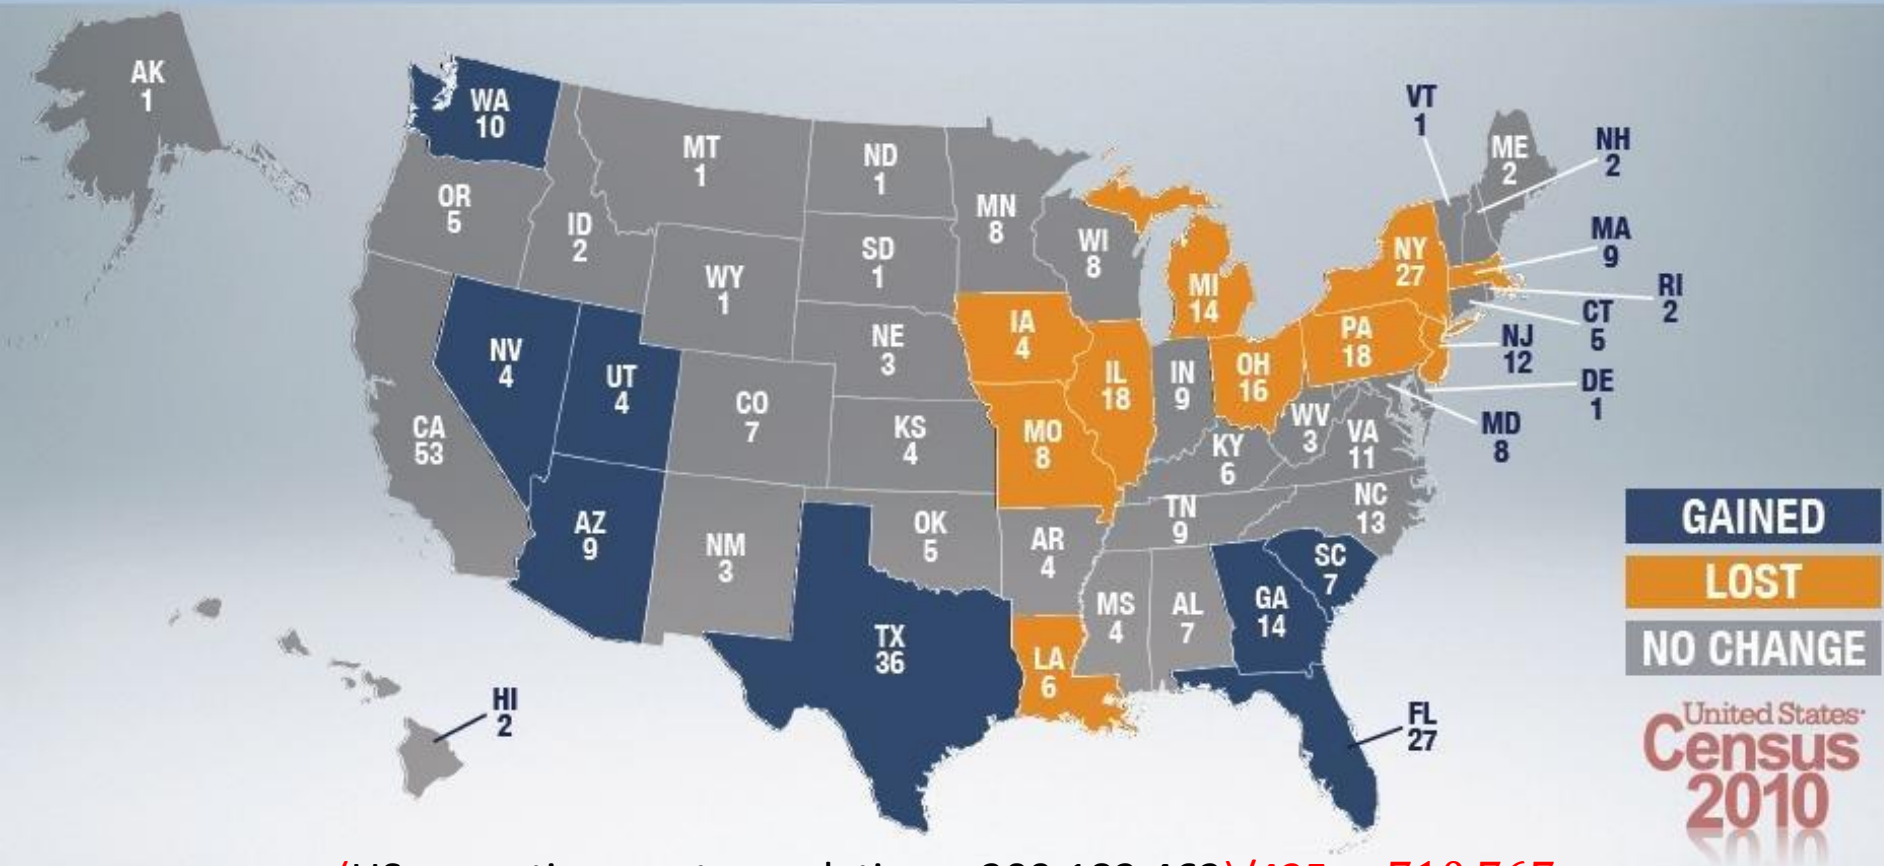 AK
1
WA
10
MT
1
ND
1
MN
8
OR
5
ID
2
WY
1
SD
1
WI
8
MI
14
NY
27
VT
1
ME
2
NH
2
MA
9
RI
2
CT
5
NJ
12
DE
1
MD
8
NV
4
UT
4
CO
7
NE
3
IA
4
IL
18
IN
9
OH
16
PA
18
CA
53
KS
4
MO
8
KY
6
WV
3
VA
11
AZ
9
NM
3
OK
5
AR
4
TN
9
NC
13
SC
7
TX
36
LA
6
MS
4
AL
7
GA
14
FL
27
HI
2
GAINED
LOST
NO CHANGE
United States
Census
2010